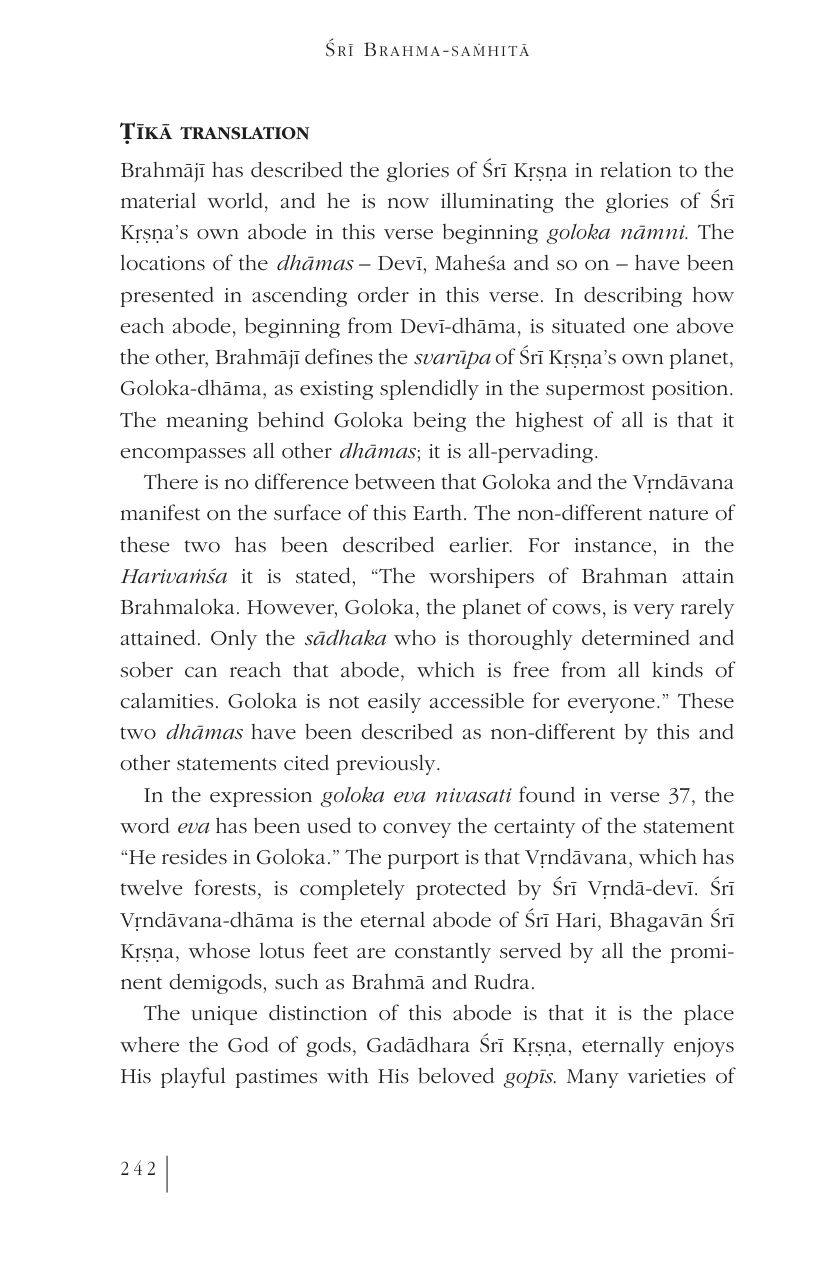 Śrī Brahma-saṁhitā
Ṭīkā translation
Brahmājī has described the glories of Śrī Kṛṣṇa in relation to the
material world, and he is now illuminating the glories of Śrī
Kṛṣṇa’s own abode in this verse beginning goloka nāmni. The
locations of the dhāmas – Devī, Maheśa and so on – have been
presented in ascending order in this verse. In describing how
each abode, beginning from Devī-dhāma, is situated one above
the other, Brahmājī defines the svarūpa of Śrī Kṛṣṇa’s own planet,
Goloka-dhāma, as existing splendidly in the supermost position.
The meaning behind Goloka being the highest of all is that it
encompasses all other dhāmas; it is all-pervading.
There is no difference between that Goloka and the Vṛndāvana
manifest on the surface of this Earth. The non-different nature of
these two has been described earlier. For instance, in the
Harivaṁśa it is stated, “The worshipers of Brahman attain
Brahmaloka. However, Goloka, the planet of cows, is very rarely
attained. Only the sādhaka who is thoroughly determined and
sober can reach that abode, which is free from all kinds of
calamities. Goloka is not easily accessible for everyone.” These
two dhāmas have been described as non-different by this and
other statements cited previously.
In the expression goloka eva nivasati found in verse 37, the
word eva has been used to convey the certainty of the statement
“He resides in Goloka.” The purport is that Vṛndāvana, which has
twelve forests, is completely protected by Śrī Vṛndā-devī. Śrī
Vṛndāvana-dhāma is the eternal abode of Śrī Hari, Bhagavān Śrī
Kṛṣṇa, whose lotus feet are constantly served by all the promi-
nent demigods, such as Brahmā and Rudra.
The unique distinction of this abode is that it is the place
where the God of gods, Gadādhara Śrī Kṛṣṇa, eternally enjoys
His playful pastimes with His beloved gopīs. Many varieties of
242